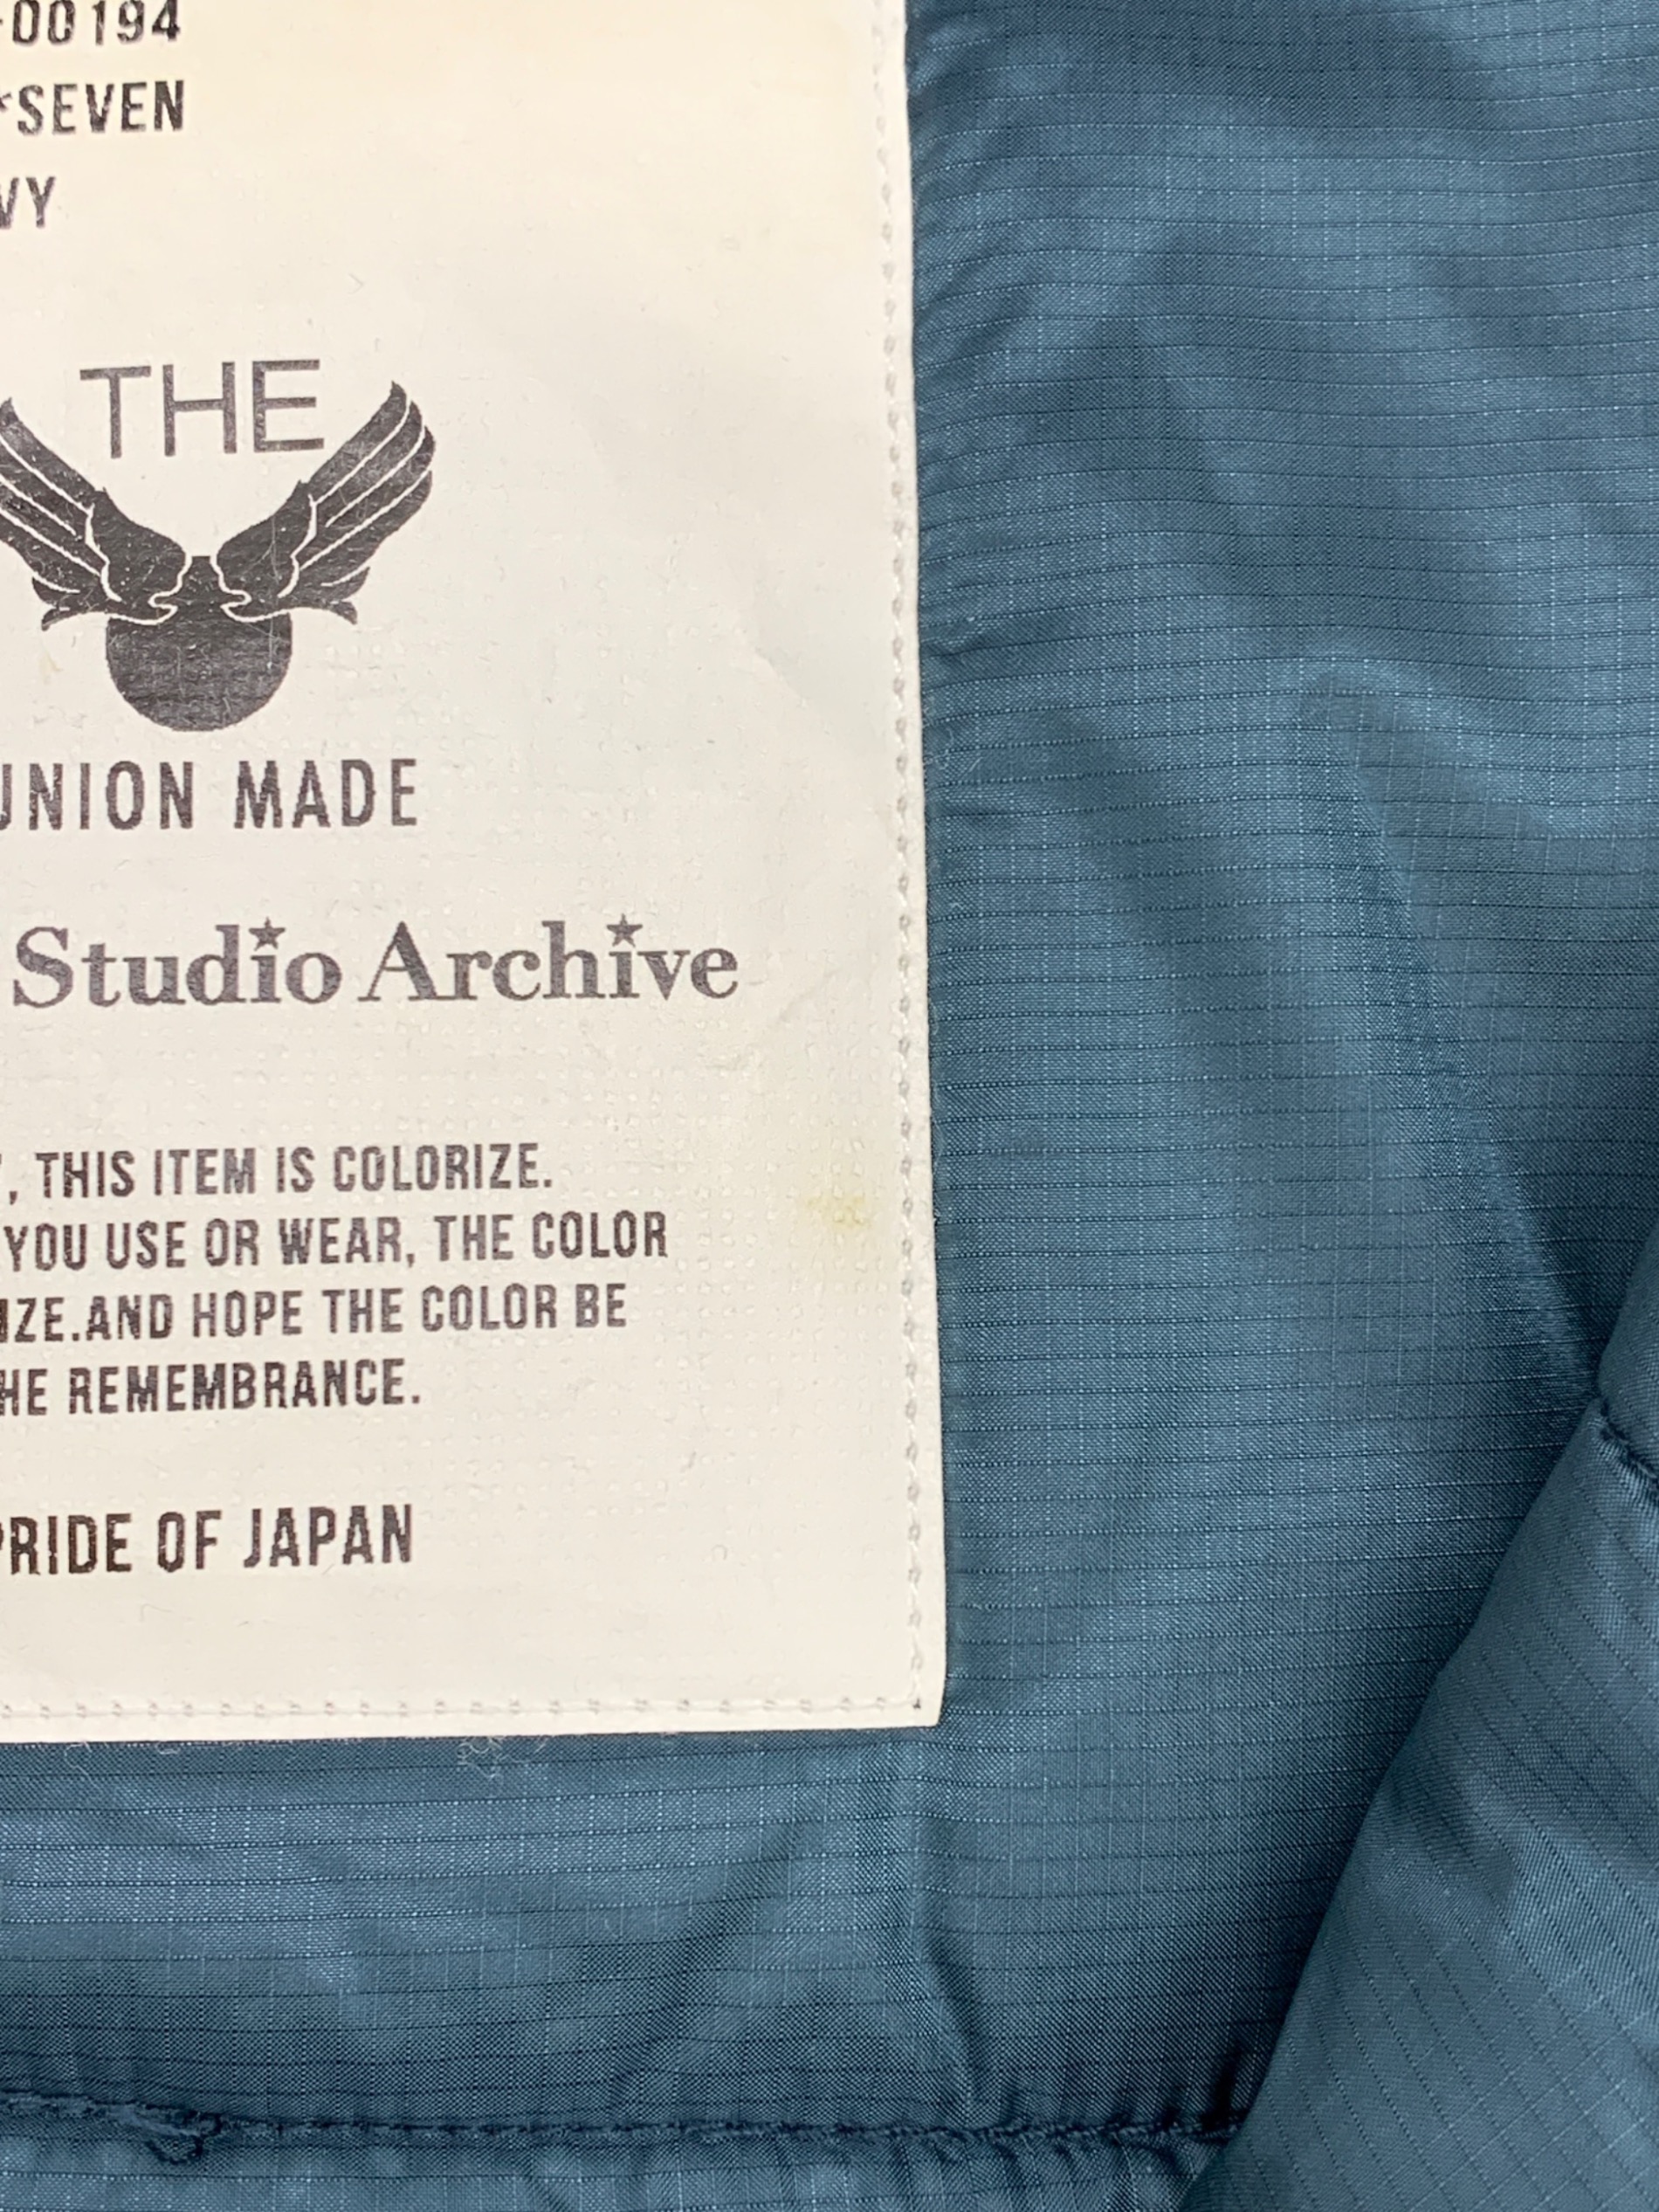 00194
*SEVEN
VY
THE
UNION MADE
Studio Archive
, THIS ITEM IS COLORIZE.
YOU USE OR WEAR, THE COLOR
IZE.AND HOPE THE COLOR BE
HE REMEMBRANCE.
PRIDE OF JAPAN